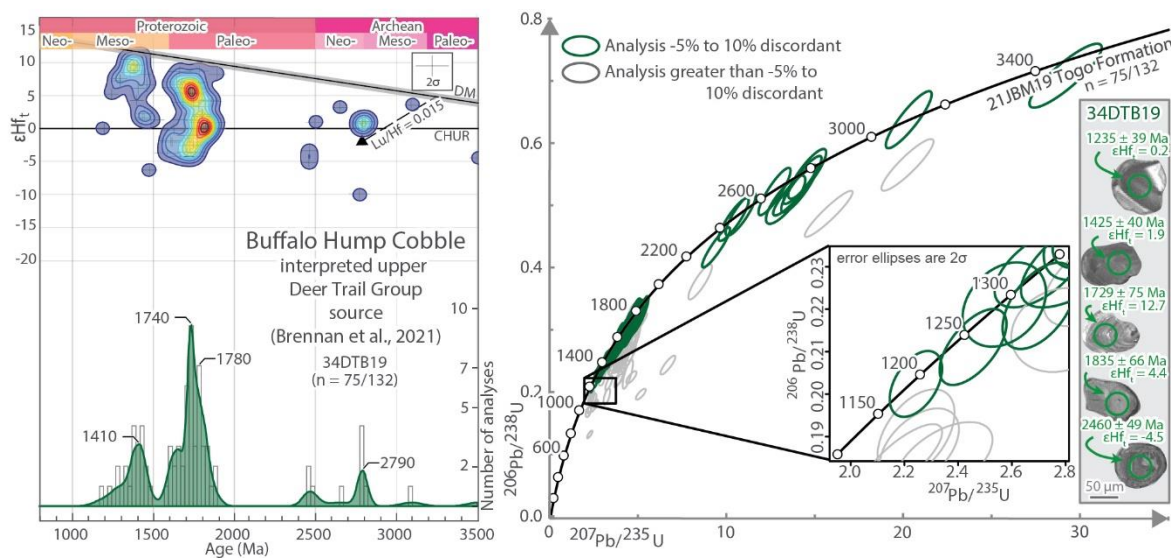 15
10
5
0
-5
-10
-15
-20
εHf t
Proterozoic
Archean
Neo-
Meso-
Paleo-
Neo-
Meso-
Paleo-
2σ
DM
CHUR
Lu/Hf = 0.015
Buffalo Hump Cobble
interpreted upper
Deer Trail Group
source
(Brennan et al., 2021)
34DTB19
(n = 75/132)
1740
1780
1410
2790
10
7
5
2
Number of analyses
1000
1500
2000
2500
3000
3500
Age (Ma)
0.8
0.6
0.4
0.2
0
10
20
30
206Pb/238U
207Pb/235U
Analysis -5% to 10% discordant
Analysis greater than -5% to
10% discordant
600
1000
1400
1800
2200
2600
3000
3400
21JBM19 Togo Formation
n = 75/132
error ellipses are 2σ
0.23
0.22
0.21
0.20
0.19
206Pb/238U
1150
1200
1250
1300
2.0
2.2
2.4
2.6
2.8
207Pb/235U
34DTB19
1235 ± 39 Ma
εHft = 0.2
1425 ± 40 Ma
εHft = 1.9
1729 ± 75 Ma
εHft = 12.7
1835 ± 66 Ma
εHft = 4.4
2460 ± 49 Ma
εHft = -4.5
50 μm